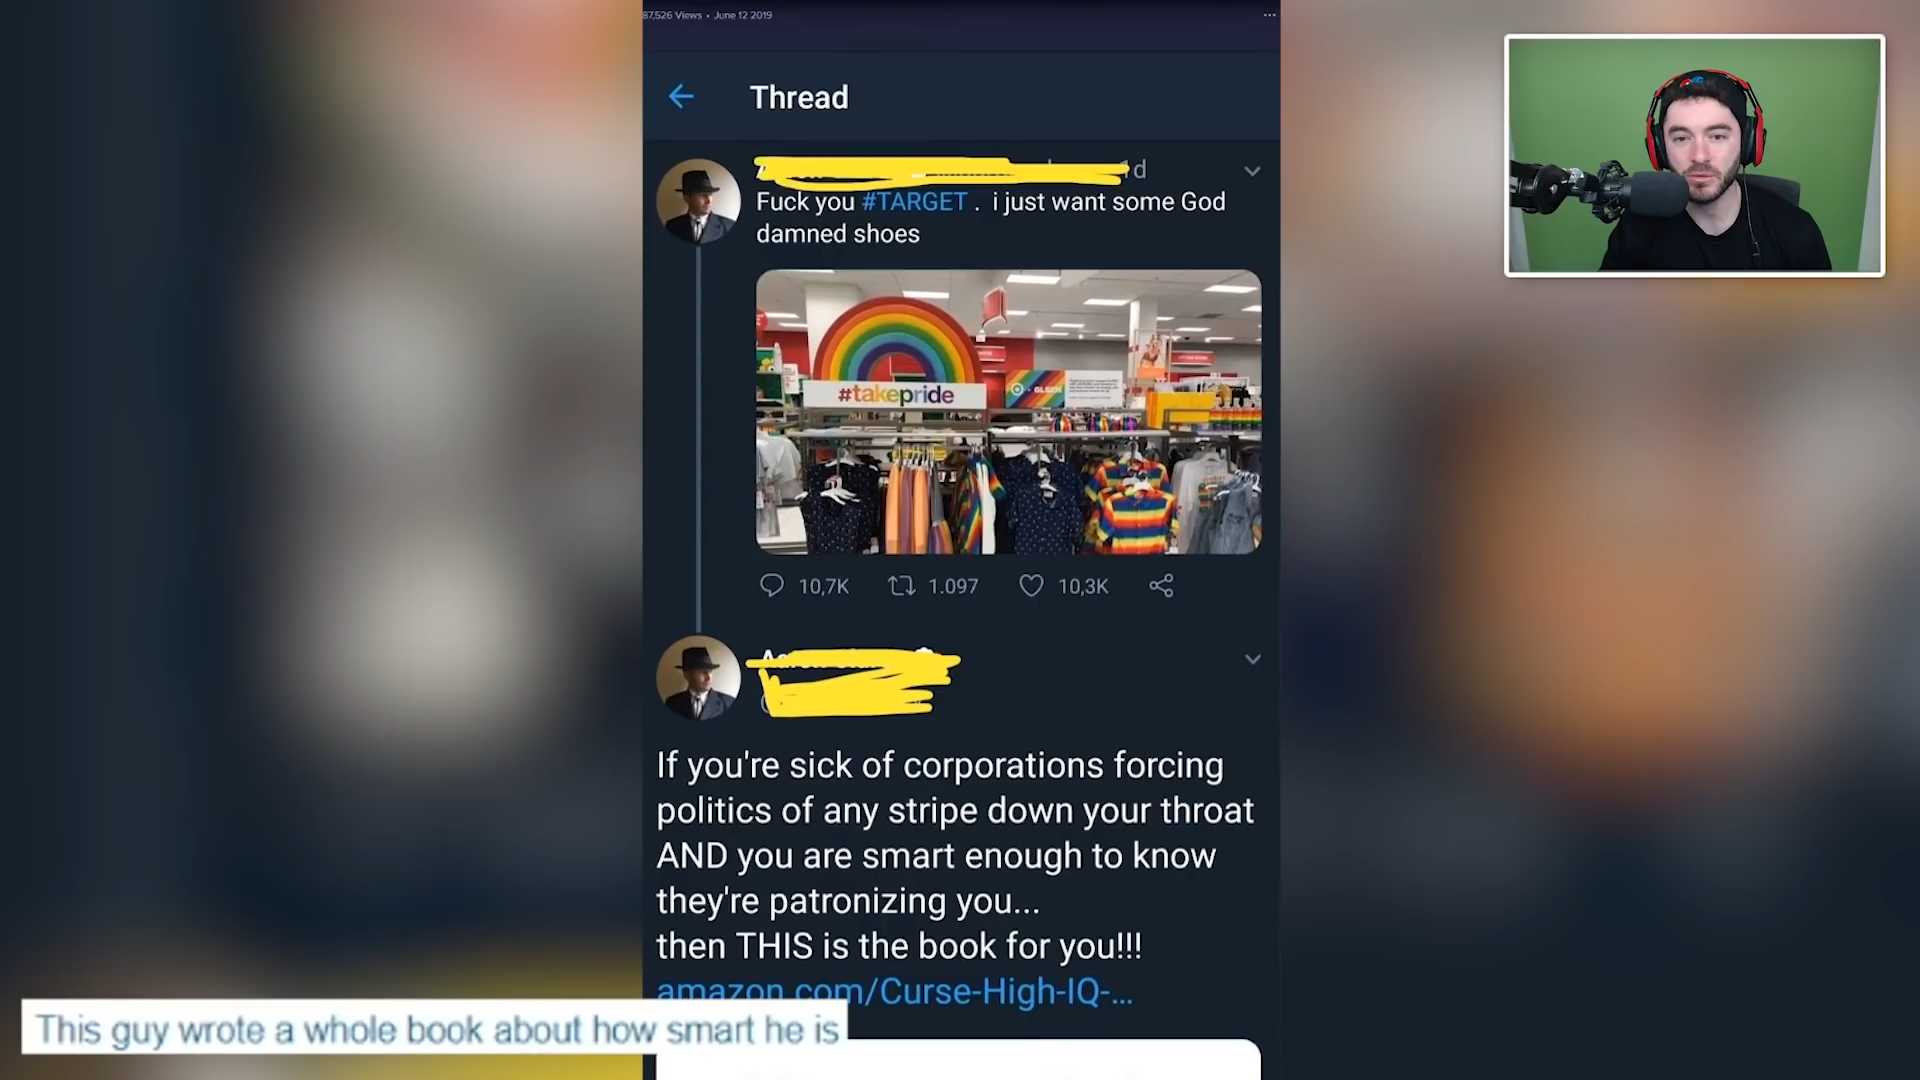 87,526 Views • June 12 2019
Thread
1d
Fuck you #TARGET . i just want some God
damned shoes
#takepride
10,7K 1.097 10,3K
If you're sick of corporations forcing
politics of any stripe down your throat
AND you are smart enough to know
they're patronizing you...
then THIS is the book for you!!!
amazon.com/Curse-High-IQ-...
This guy wrote a whole book about how smart he is